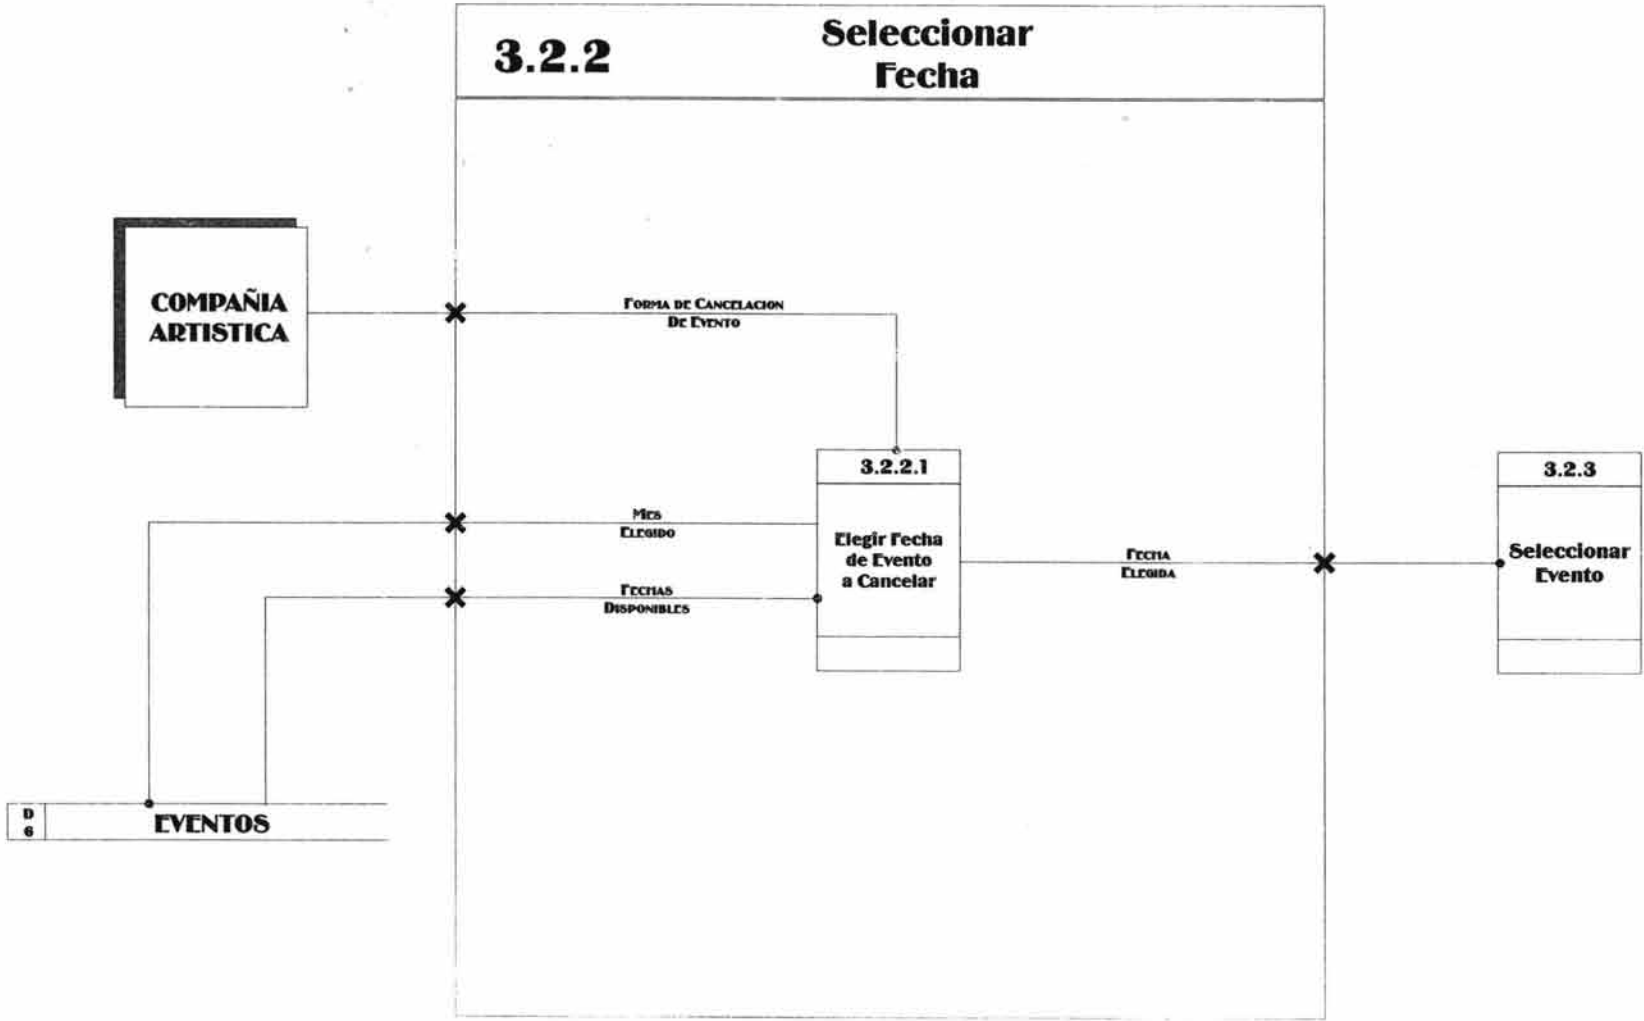 3.2.2
Seleccionar
Fecha
COMPAÑIA
ARTISTICA
FORMA DE CANCELACION
DE EVENTO
3.2.2.1
Elegir Fecha
de Evento
a Cancelar
MES
ELEGIDO
FECHAS
DISPONIBLES
FECHA
ELEGIDA
3.2.3
Seleccionar
Evento
D
6
EVENTOS